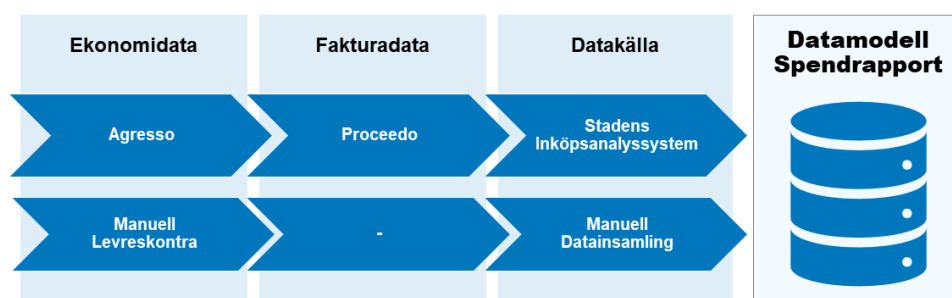 Ekonomidata
Fakturadata
Datakälla
Datamodell
Spendrapport
Agresso
Proceedo
Stadens
Inköpsanalyssystem
Manuell
Levreskontra
-
Manuell
Datainsamling